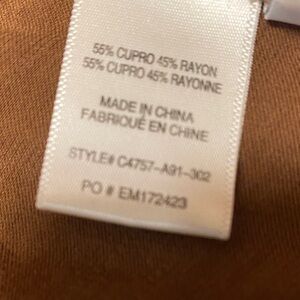 55% CUPRO 45% RAYON
55% CUPRO 45% RAYONNE
MADE IN CHINA
FABRIQUÉ EN CHINE
STYLE# C4757-A91-302
PO # EM172423